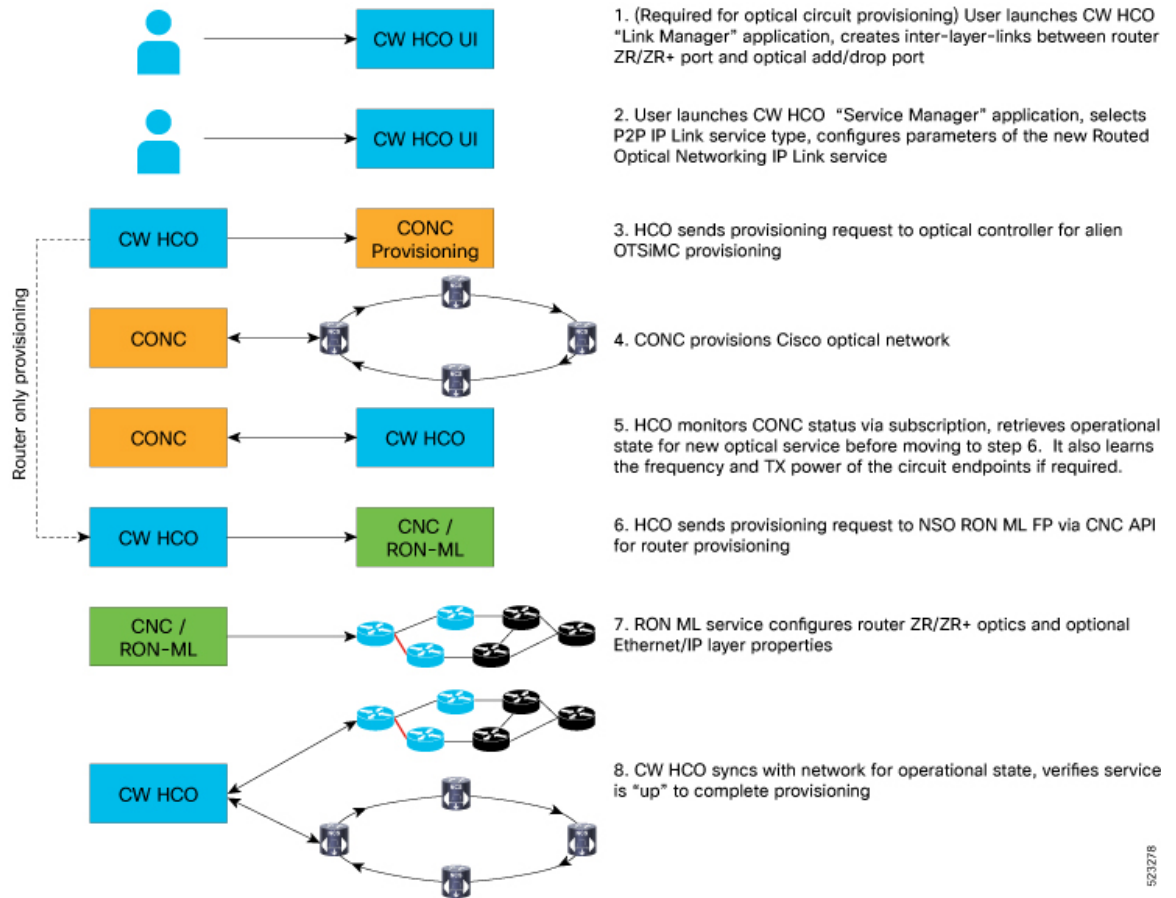 CW HCO UI
1. (Required for optical circuit provisioning) User launches CW HCO
"Link Manager" application, creates inter-layer-links between router
ZR/ZR+ port and optical add/drop port
CW HCO UI
2. User launches CW HCO "Service Manager" application, selects
P2P IP Link service type, configures parameters of the new Routed
Optical Networking IP Link service
Router only provisioning
CW HCO
CONC
Provisioning
3. HCO sends provisioning request to optical controller for alien
OTSiMC provisioning
CONC
4. CONC provisions Cisco optical network
CONC
CW HCO
5. HCO monitors CONC status via subscription, retrieves operational
state for new optical service before moving to step 6. It also learns
the frequency and TX power of the circuit endpoints if required.
CW HCO
CNC /
RON-ML
6. HCO sends provisioning request to NSO RON ML FP via CNC API
for router provisioning
CNC /
RON-ML
7. RON ML service configures router ZR/ZR+ optics and optional
Ethernet/IP layer properties
CW HCO
8. CW HCO syncs with network for operational state, verifies service
is "up" to complete provisioning
523278